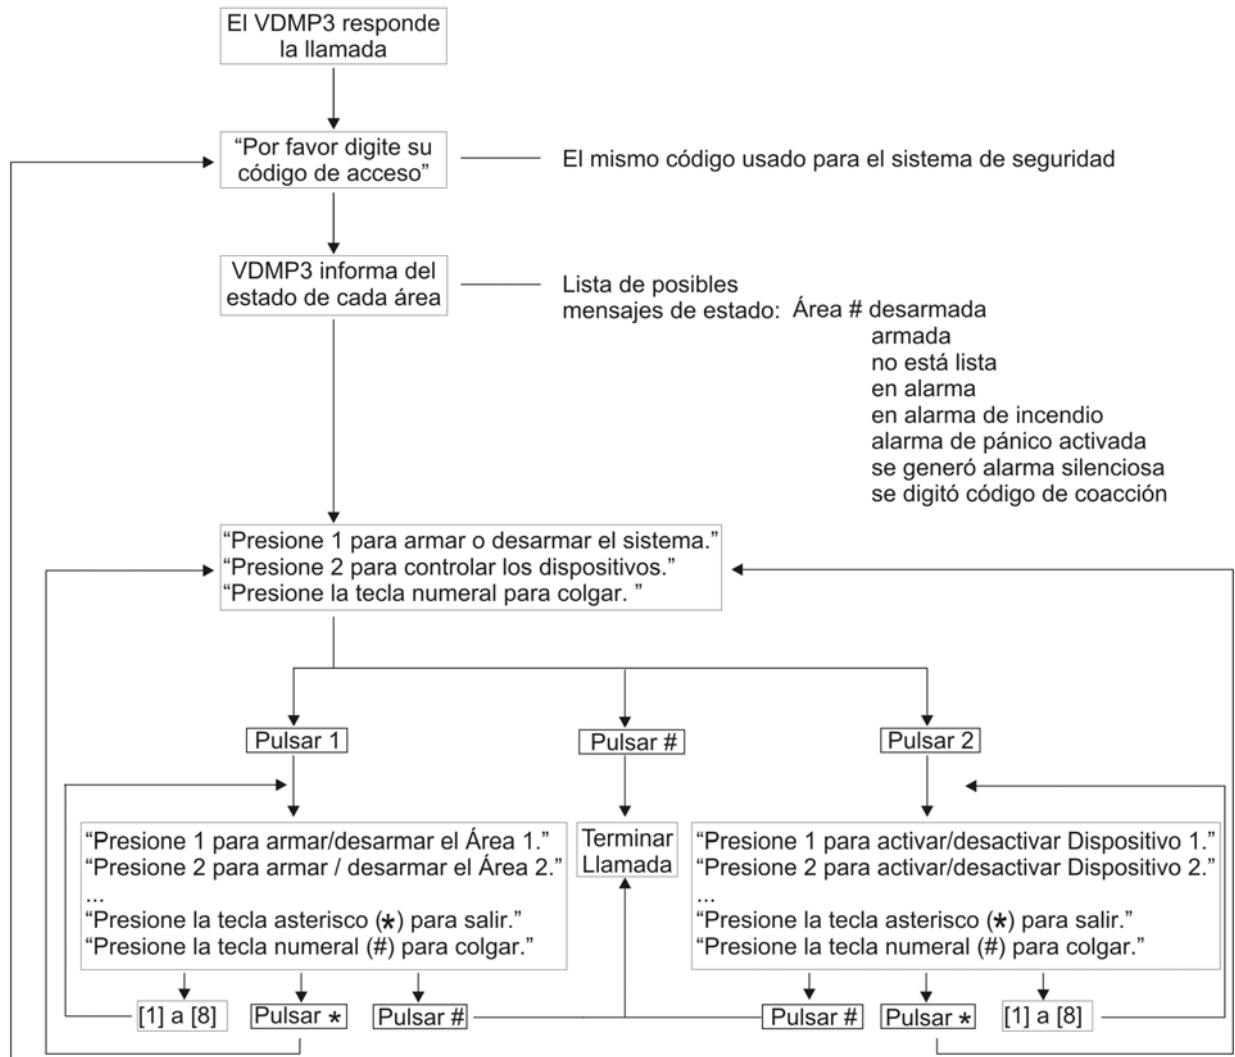 El VDMP3 responde
la llamada
“Por favor digite su
código de acceso”
El mismo código usado para el sistema de seguridad
VDMP3 informa del
estado de cada área
Lista de posibles
mensajes de estado:
Área # desarmada
armada
no está lista
en alarma
en alarma de incendio
alarma de pánico activada
se generó alarma silenciosa
se digitó código de coacción
“Presione 1 para armar o desarmar el sistema.”
“Presione 2 para controlar los dispositivos.”
“Presione la tecla numeral para colgar. ”
Pulsar 1
Pulsar #
Pulsar 2
“Presione 1 para armar/desarmar el Área 1.”
“Presione 2 para armar / desarmar el Área 2.”
...
“Presione la tecla asterisco (*) para salir.”
“Presione la tecla numeral (#) para colgar.”
Terminar
Llamada
“Presione 1 para activar/desactivar Dispositivo 1.”
“Presione 2 para activar/desactivar Dispositivo 2.”
...
“Presione la tecla asterisco (*) para salir.”
“Presione la tecla numeral (#) para colgar.”
[1] a [8]
Pulsar *
Pulsar #
Pulsar #
Pulsar *
[1] a [8]